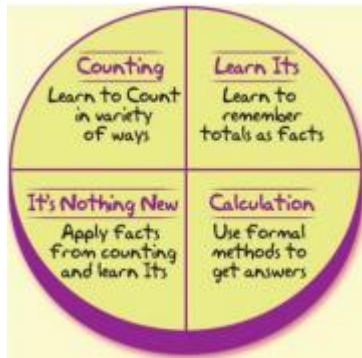 Counting
Learn to Count
in variety
of ways
Learn Its
Learn to
remember
totals as facts
It's Nothing New
Apply facts
from counting
and learn Its
Calculation
Use formal
methods to
get answers